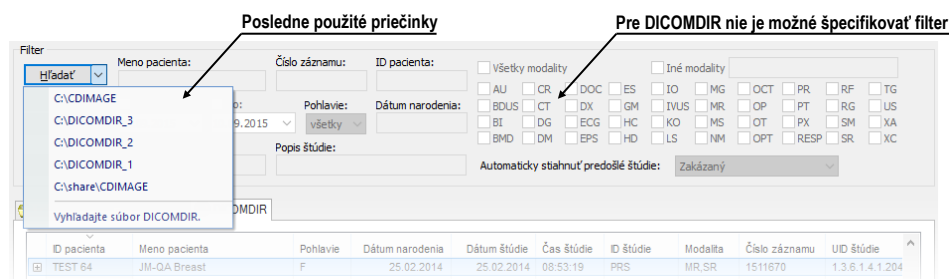 Posledne použité priečinky
Pre DICOMDIR nie je možné špecifikovať filter
Filter
Hľadať
Meno pacienta:
Číslo záznamu:
ID pacienta:
Všetky modality
Iné modality
AU CR DOC ES IO MG OCT PR RF TG
BDUS CT DX GM IVUS MR OP PT RG US
BI DG ECG HC KO MS OT PX SM XA
BMD DM EPS HD LS NM OPT RESP SR XC
C:\CDIMAGE
C:\DICOMDIR_3
C:\DICOMDIR_2
C:\DICOMDIR_1
C:\share\CDIMAGE
Vyhľadajte súbor DICOMDIR.
o:
Pohlavie:
Dátum narodenia:
9.2015
všetky
Popis štúdie:
Automaticky stiahnuť predošlé štúdie:
Zakázaný
OMDIR
ID pacienta Meno pacienta Pohlavie Dátum narodenia Dátum štúdie Čas štúdie ID štúdie Modalita Číslo záznamu UID štúdie
TEST 64 JM-QA Breast F 25.02.2014 25.02.2014 08:53:19 PRS MR,SR 1511670 1.3.6.1.4.1.204